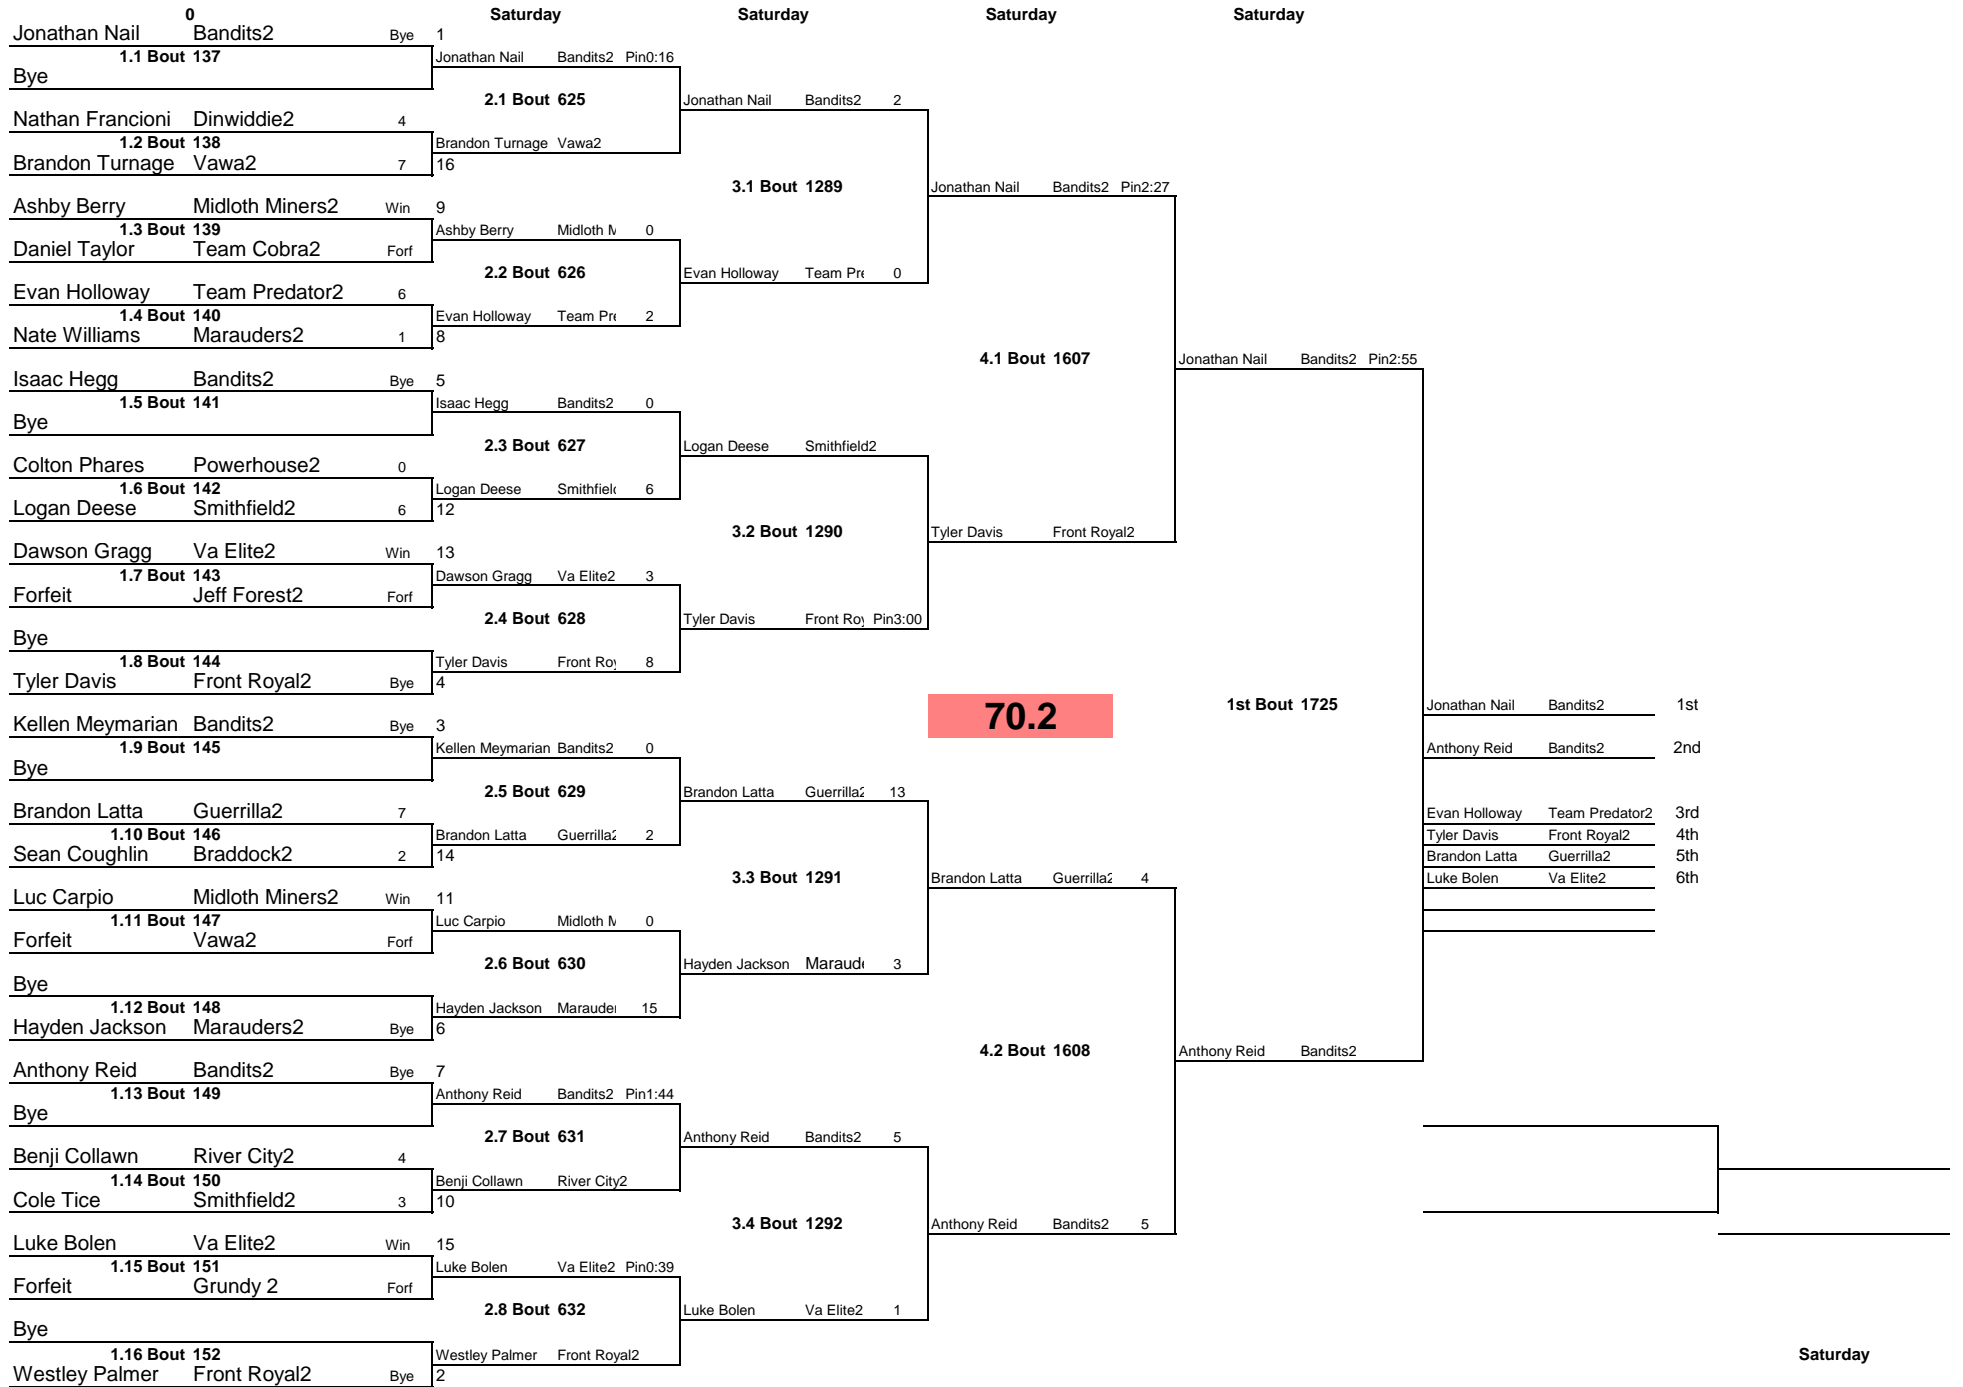 0 Saturday Saturday Saturday Saturday
Jonathan Nail Bandits2 Bye 1
1.1 Bout 137
Jonathan Nail Bandits2 Pin0:16
Bye
2.1 Bout 625
Jonathan Nail Bandits2 2
Nathan Francioni Dinwiddie2 4
1.2 Bout 138
Brandon Turnage Vawa2
Brandon Turnage Vawa2 7 16
3.1 Bout 1289
Jonathan Nail Bandits2 Pin2:27
Ashby Berry Midloth Miners2 Win 9
1.3 Bout 139
Ashby Berry Midloth M 0
Daniel Taylor Team Cobra2 Forf
2.2 Bout 626
Evan Holloway Team Pre 0
Evan Holloway Team Predator2 6
1.4 Bout 140
Evan Holloway Team Pre 2
Nate Williams Marauders2 1 8
4.1 Bout 1607
Jonathan Nail Bandits2 Pin2:55
Isaac Hegg Bandits2 Bye 5
1.5 Bout 141
Isaac Hegg Bandits2 0
Bye
2.3 Bout 627
Logan Deese Smithfield2
Colton Phares Powerhouse2 0
1.6 Bout 142
Logan Deese Smithfield 6
Logan Deese Smithfield2 6 12
3.2 Bout 1290
Tyler Davis Front Royal2
Dawson Gragg Va Elite2 Win 13
1.7 Bout 143
Dawson Gragg Va Elite2 3
Forfeit Jeff Forest2 Forf
2.4 Bout 628
Tyler Davis Front Roy Pin3:00
Bye
1.8 Bout 144
Tyler Davis Front Roy 8
Tyler Davis Front Royal2 Bye 4
70.2
1st Bout 1725
Jonathan Nail Bandits2 1st
Kellen Meymarian Bandits2 Bye 3
1.9 Bout 145
Kellen Meymarian Bandits2 0
Anthony Reid Bandits2 2nd
Bye
2.5 Bout 629
Brandon Latta Guerrilla2 13
Brandon Latta Guerrilla2 7
Evan Holloway Team Predator2 3rd
1.10 Bout 146
Brandon Latta Guerrilla2 2
Tyler Davis Front Royal2 4th
Sean Coughlin Braddock2 2 14
Brandon Latta Guerrilla2 5th
3.3 Bout 1291
Brandon Latta Guerrilla2 4
Luke Bolen Va Elite2 6th
Luc Carpio Midloth Miners2 Win 11
1.11 Bout 147
Luc Carpio Midloth M 0
Forfeit Vawa2 Forf
2.6 Bout 630
Hayden Jackson Maraude 3
Bye
1.12 Bout 148
Hayden Jackson Marauder 15
Hayden Jackson Marauders2 Bye 6
4.2 Bout 1608
Anthony Reid Bandits2
Anthony Reid Bandits2 Bye 7
1.13 Bout 149
Anthony Reid Bandits2 Pin1:44
Bye
2.7 Bout 631
Anthony Reid Bandits2 5
Benji Collawn River City2 4
1.14 Bout 150
Benji Collawn River City2
Cole Tice Smithfield2 3 10
3.4 Bout 1292
Anthony Reid Bandits2 5
Luke Bolen Va Elite2 Win 15
1.15 Bout 151
Luke Bolen Va Elite2 Pin0:39
Forfeit Grundy 2 Forf
2.8 Bout 632
Luke Bolen Va Elite2 1
Bye
1.16 Bout 152
Westley Palmer Front Royal2
Saturday
Westley Palmer Front Royal2 Bye 2